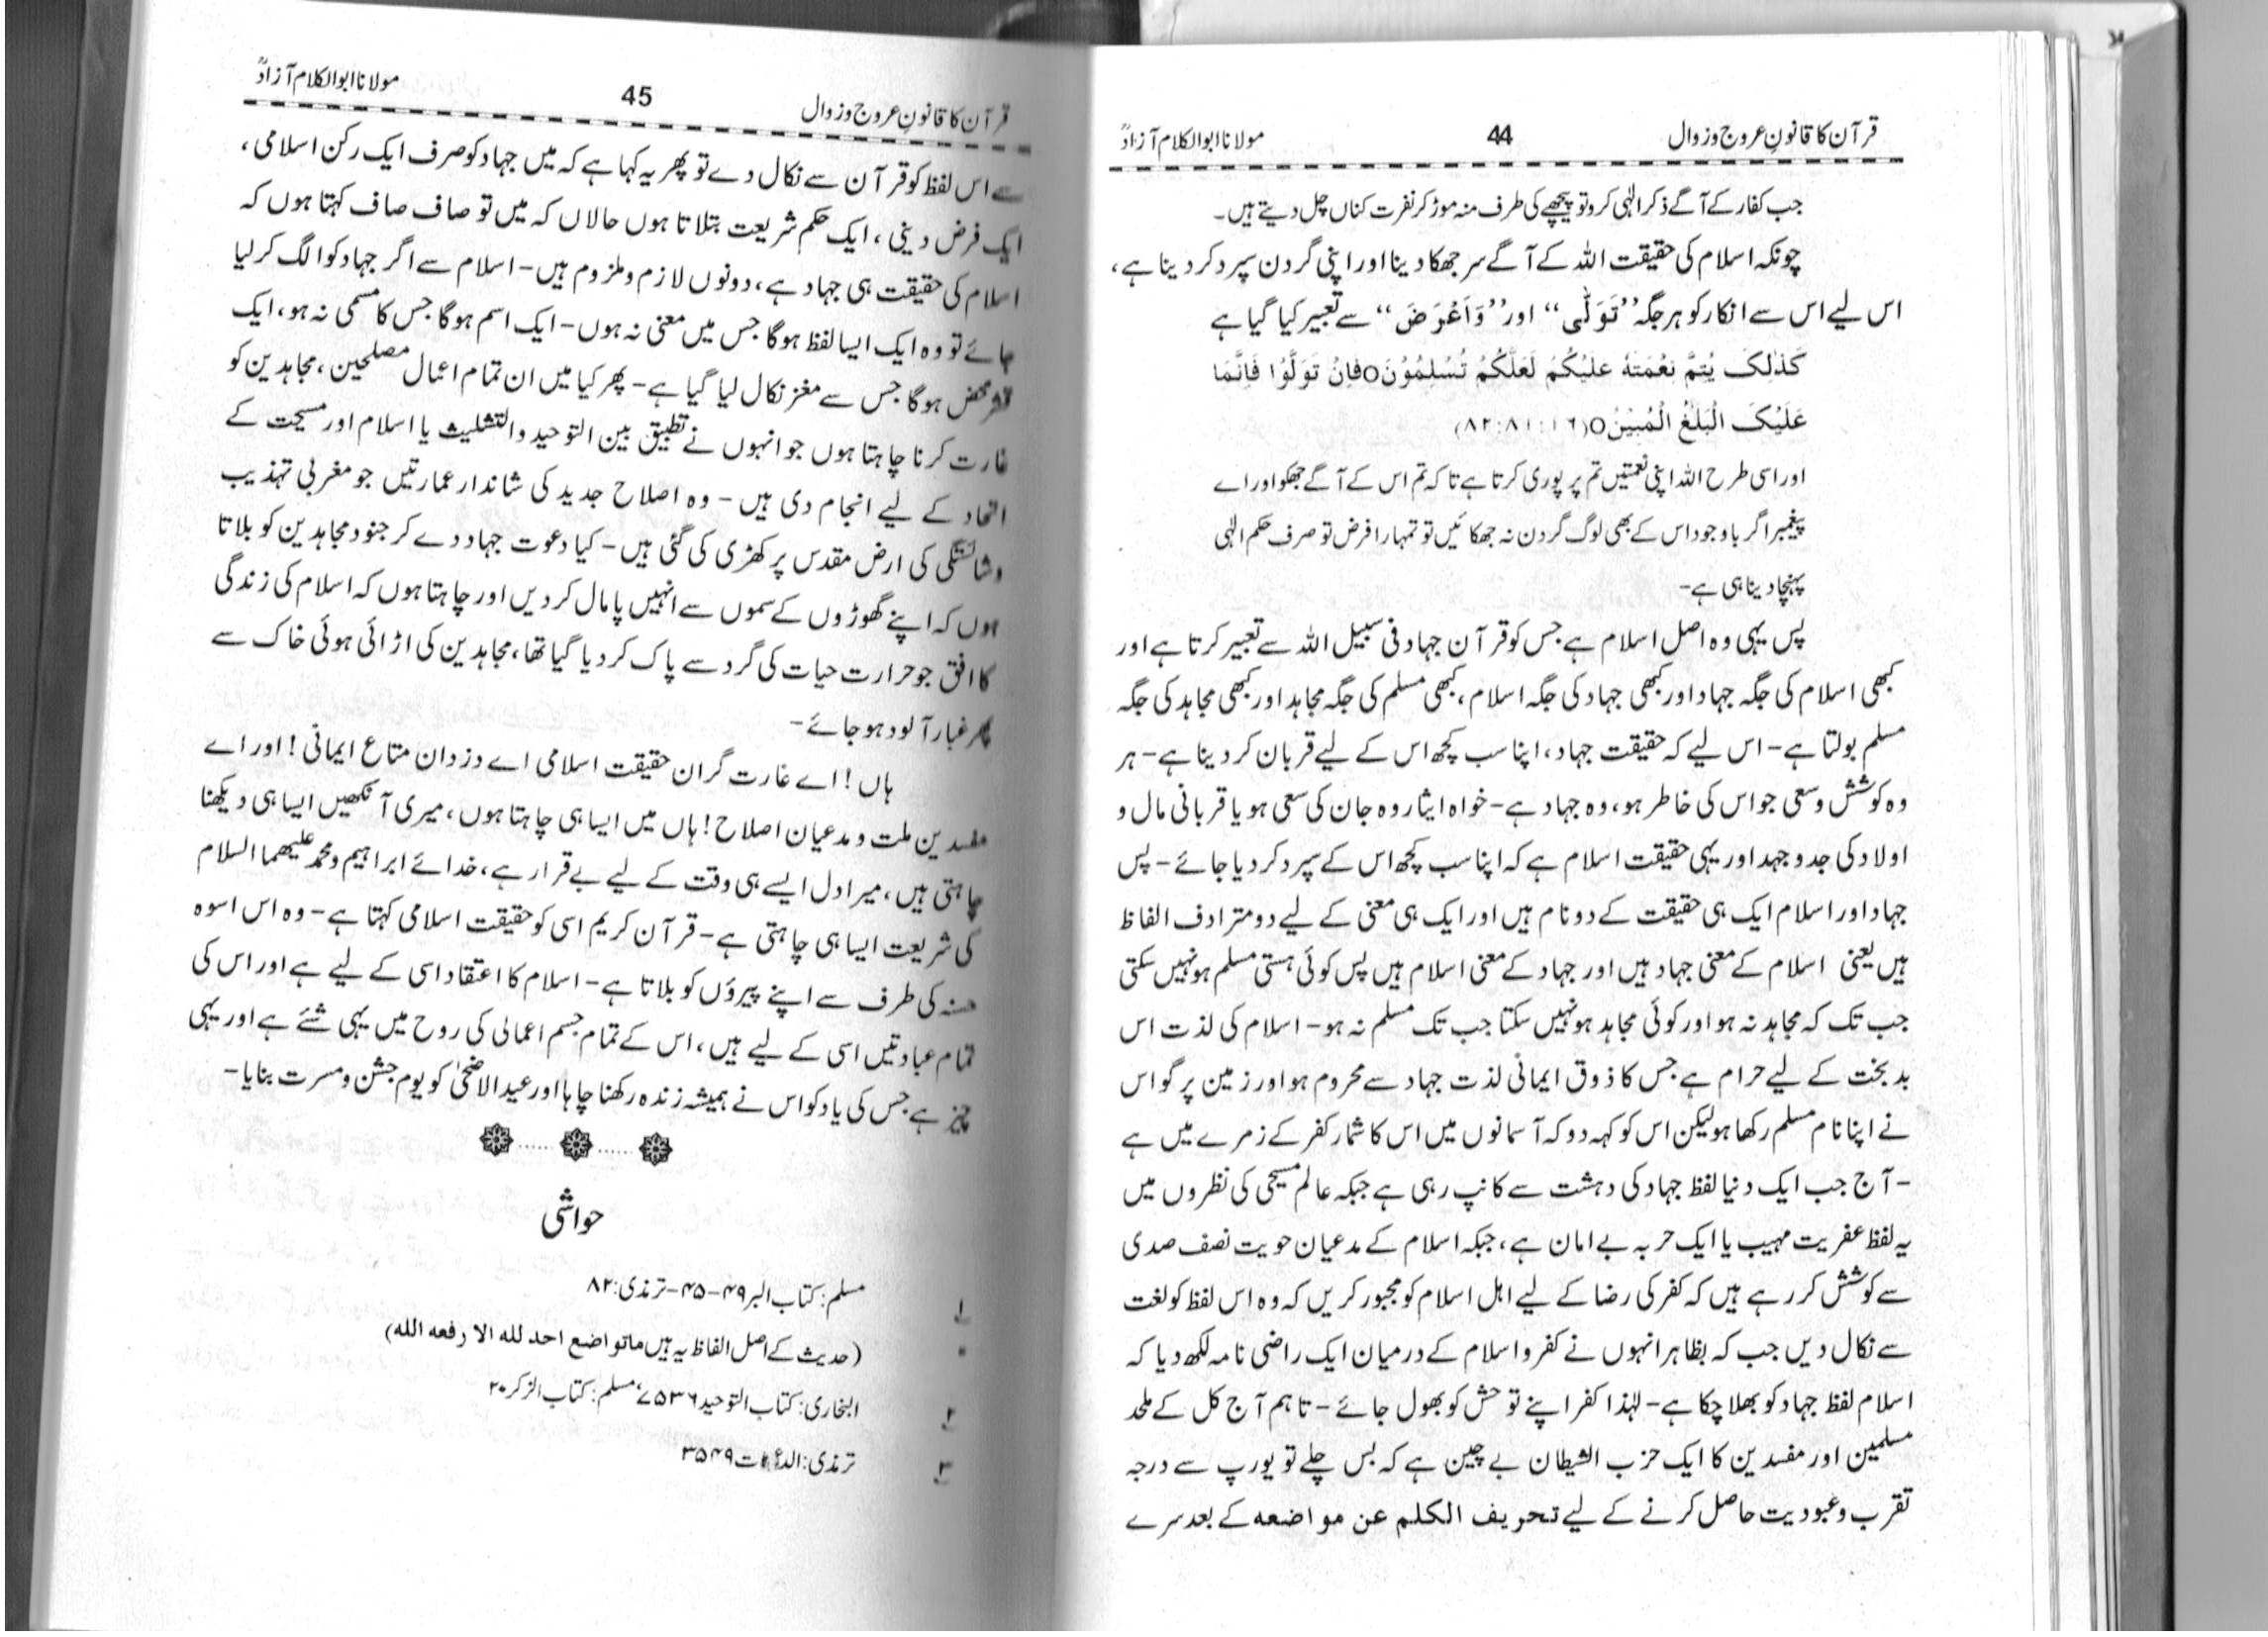 قرآن کا قانونِ عروج و زوال 44 مولانا ابوالکلام آزادؒ
جب کفار کے آگے ذکر الٰہی کرو تو پیچھے کی طرف منہ موڑ کر نفرت کناں چل دیتے ہیں۔
چونکہ اسلام کی حقیقت اللہ کے آگے سر جھکا دینا اور اپنی گردن سپرد کر دینا ہے،
اس لیے اس سے انکار کو ہر جگہ ’’تَوَلّٰی‘‘ اور ’’وَاَعْرَضَ‘‘ سے تعبیر کیا گیا ہے
کَذٰلِکَ یُتِمَّ نِعْمَتَهٗ عَلَیْکُمْ لَعَلَّکُمْ تُسْلِمُوْنَ0فَاِنْ تَوَلَّوْا فَاِنَّمَا
عَلَیْکَ الْبَلٰغُ الْمُبِیْنُ0(۱۶:۸۱:۸۲)
اور اسی طرح اللہ اپنی نعمتیں تم پر پوری کرتا ہے تا کہ تم اس کے آگے جھکو اور اے
پیغمبر اگر باوجود اس کے بھی لوگ گردن نہ جھکائیں تو تمہارا فرض تو صرف حکم الٰہی
پہنچا دینا ہی ہے-
پس یہی وہ اصل اسلام ہے جس کو قرآن جہاد فی سبیل اللہ سے تعبیر کرتا ہے اور
کبھی اسلام کی جگہ جہاد اور کبھی جہاد کی جگہ اسلام، کبھی مسلم کی جگہ مجاہد اور کبھی مجاہد کی جگہ
مسلم بولتا ہے- اس لیے کہ حقیقت جہاد، اپنا سب کچھ اس کے لیے قربان کر دینا ہے- ہر
وہ کوشش و سعی جو اس کی خاطر ہو، وہ جہاد ہے- خواہ ایثار وہ جان کی سعی ہو یا قربانی مال و
اولاد کی جدوجہد اور یہی حقیقت اسلام ہے کہ اپنا سب کچھ اس کے سپرد کر دیا جائے- پس
جہاد اور اسلام ایک ہی حقیقت کے دو نام ہیں اور ایک ہی معنی کے لیے دو مترادف الفاظ
ہیں یعنی اسلام کے معنی جہاد ہیں اور جہاد کے معنی اسلام ہیں پس کوئی ہستی مسلم ہو نہیں سکتی
جب تک کہ مجاہد نہ ہو اور کوئی مجاہد ہو نہیں سکتا جب تک مسلم نہ ہو- اسلام کی لذت اس
بد بخت کے لیے حرام ہے جس کا ذوق ایمانی لذت جہاد سے محروم ہو اور زمین پر گو اس
نے اپنا نام مسلم رکھا ہو لیکن اس کو کہہ دو کہ آسمانوں میں اس کا شمار کفر کے زمرے میں ہے
- آج جب ایک دنیا لفظ جہاد کی دہشت سے کانپ رہی ہے جبکہ عالم مسیحی کی نظروں میں
یہ لفظ عفریت مہیب یا ایک حربہ بے امان ہے، جبکہ اسلام کے مدعیان حویت نصف صدی
سے کوشش کر رہے ہیں کہ کفر کی رضا کے لیے اہل اسلام کو مجبور کریں کہ وہ اس لفظ کو لغت
سے نکال دیں جب کہ بظاہر انہوں نے کفر و اسلام کے درمیان ایک راضی نامہ لکھ دیا کہ
اسلام لفظ جہاد کو بھلا چکا ہے- لہٰذا کفر اپنے توحش کو بھول جائے- تاہم آج کل کے ملحد
مسلمین اور مفسدین کا ایک حزب الشیطان بے چین ہے کہ بس چلے تو یورپ سے درجہ
تقرب و عبودیت حاصل کرنے کے لیے تحریف الکلم عن مواضعه کے بعد سرے
قرآن کا قانونِ عروج و زوال 45 مولانا ابوالکلام آزادؒ
سے اس لفظ کو قرآن سے نکال دے تو پھر یہ کہا ہے کہ میں جہاد کو صرف ایک رکن اسلامی،
ایک فرض دینی، ایک حکم شریعت بتلاتا ہوں حالاں کہ میں تو صاف صاف کہتا ہوں کہ
اسلام کی حقیقت ہی جہاد ہے، دونوں لازم و ملزوم ہیں- اسلام سے اگر جہاد کو الگ کر لیا
جائے تو وہ ایک ایسا لفظ ہوگا جس میں معنی نہ ہوں- ایک اسم ہوگا جس کا مسمی نہ ہو، ایک
قشر محض ہوگا جس سے مغز نکال لیا گیا ہے- پھر کیا میں ان تمام اعمال مصلحین، مجاہدین کو
غارت کرنا چاہتا ہوں جو انہوں نے تطبیق بین التوحید والتشلیث یا اسلام اور مسیحت کے
اتحاد کے لیے انجام دی ہیں- وہ اصلاح جدید کی شاندار عمارتیں جو مغربی تہذیب
و شائستگی کی ارض مقدس پر کھڑی کی گئی ہیں- کیا دعوت جہاد دے کر جنود مجاہدین کو بلاتا
ہوں کہ اپنے گھوڑوں کے سموں سے انہیں پامال کر دیں اور چاہتا ہوں کہ اسلام کی زندگی
کا افق جو حرارت حیات کی گرد سے پاک کر دیا گیا تھا، مجاہدین کی اڑائی ہوئی خاک سے
پھر غبار آلود ہو جائے-
ہاں! اے غارت گران حقیقت اسلامی اے دزدان متاع ایمانی! اور اے
مفسدین ملت و مدعیان اصلاح! ہاں میں ایسا ہی چاہتا ہوں، میری آنکھیں ایسا ہی دیکھنا
چاہتی ہیں، میرا دل ایسے ہی وقت کے لیے بے قرار ہے، خدائے ابراہیم و محمد علیھما السلام
کی شریعت ایسا ہی چاہتی ہے- قرآن کریم اسی کو حقیقت اسلامی کہتا ہے- وہ اس اسوہ
حسنہ کی طرف سے اپنے پیروؤں کو بلاتا ہے- اسلام کا اعتقاد اسی کے لیے ہے اور اس کی
تمام عبادتیں اسی کے لیے ہیں، اس کے تمام جسم اعمالی کی روح میں یہی شئے ہے اور یہی
چیز ہے جس کی یاد کو اس نے ہمیشہ زندہ رکھنا چاہا اور عید الاضحیٰ کو یوم جشن و مسرت بنایا-
حواشی
۱ مسلم: کتاب البر ۴۹-۴۵- ترمذی: ۸۲
(حدیث کے اصل الفاظ یہ ہیں ماتواضع احد لله الا رفعه الله)
۲ البخاری: کتاب التوحید ۷۵۳۶، مسلم: کتاب الزکر ۲۰
۳ ترمذی: ۳۵۴۹